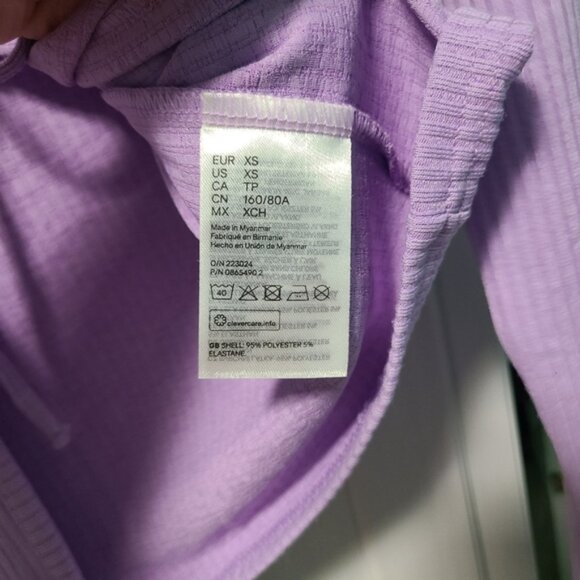 EUR XS
US XS
CA TP
CN 160/80A
MX XCH
Made in Myanmar
Fabriqué en Birmanie
Hecho en Unión de Myanmar
O/N 223024
P/N 0865490 2
40
clevercare.info
GB SHELL: 95% POLYESTER 5%
ELASTANE.